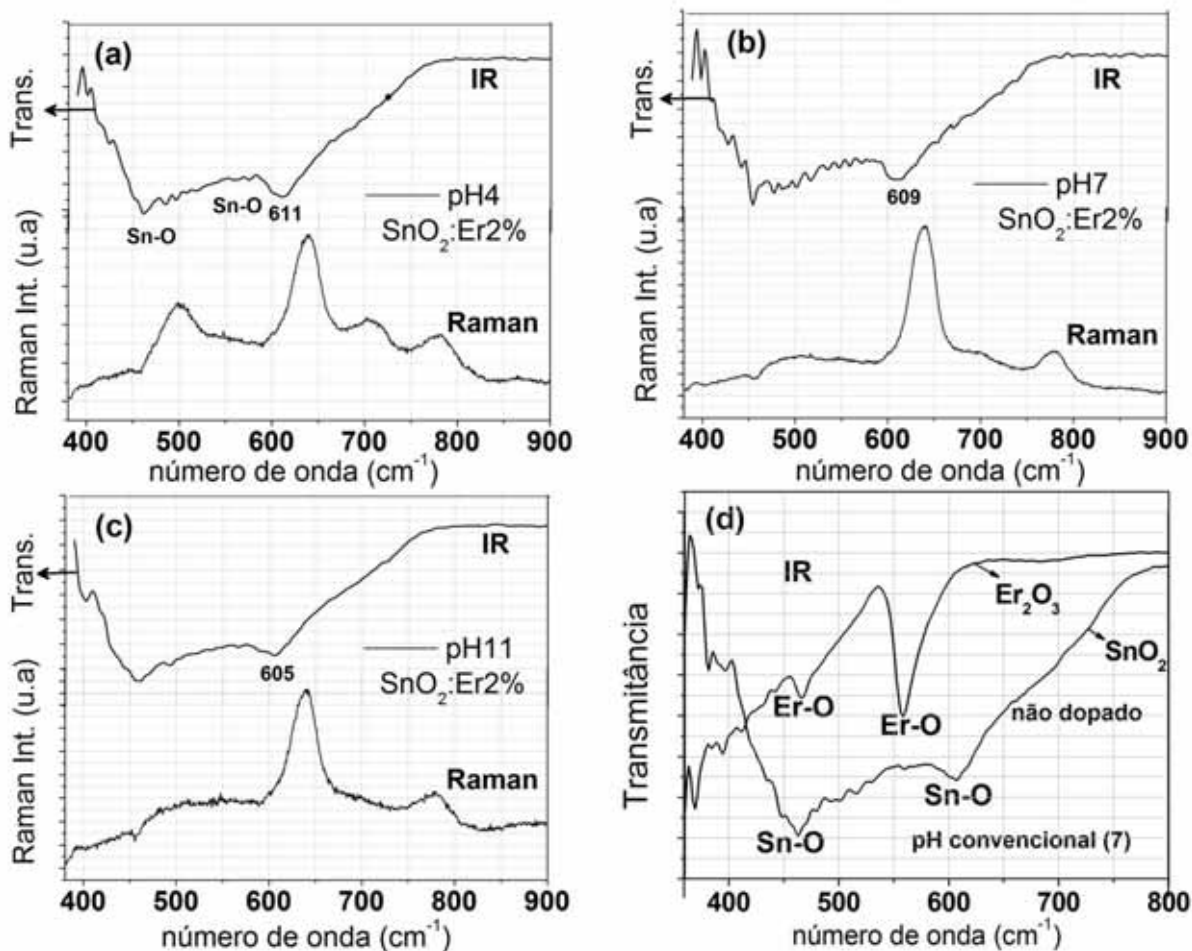 (a)
IR
Trans.
Sn-O
Sn-O
611
pH4
SnO₂:Er2%
Raman
Raman Int. (u.a)
400 500 600 700 800 900
número de onda (cm⁻¹)
(b)
IR
Trans.
609
pH7
SnO₂:Er2%
Raman
Raman Int. (u.a)
400 500 600 700 800 900
número de onda (cm⁻¹)
(c)
IR
Trans.
605
pH11
SnO₂:Er2%
Raman
Raman Int. (u.a)
400 500 600 700 800 900
número de onda (cm⁻¹)
(d)
IR
Er₂O₃
SnO₂
não dopado
Er-O
Er-O
Sn-O
Sn-O
pH convencional (7)
Transmitância
400 500 600 700 800
número de onda (cm⁻¹)